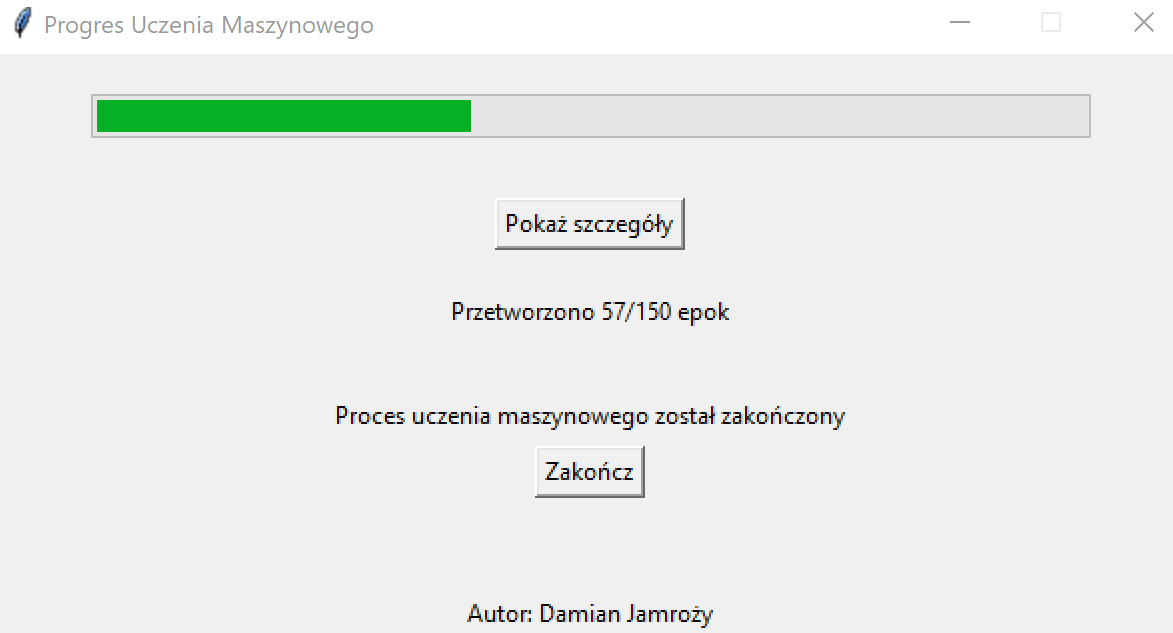 Progres Uczenia Maszynowego
Pokaż szczegóły
Przetworzono 57/150 epok
Proces uczenia maszynowego został zakończony
Zakończ
Autor: Damian Jamroży